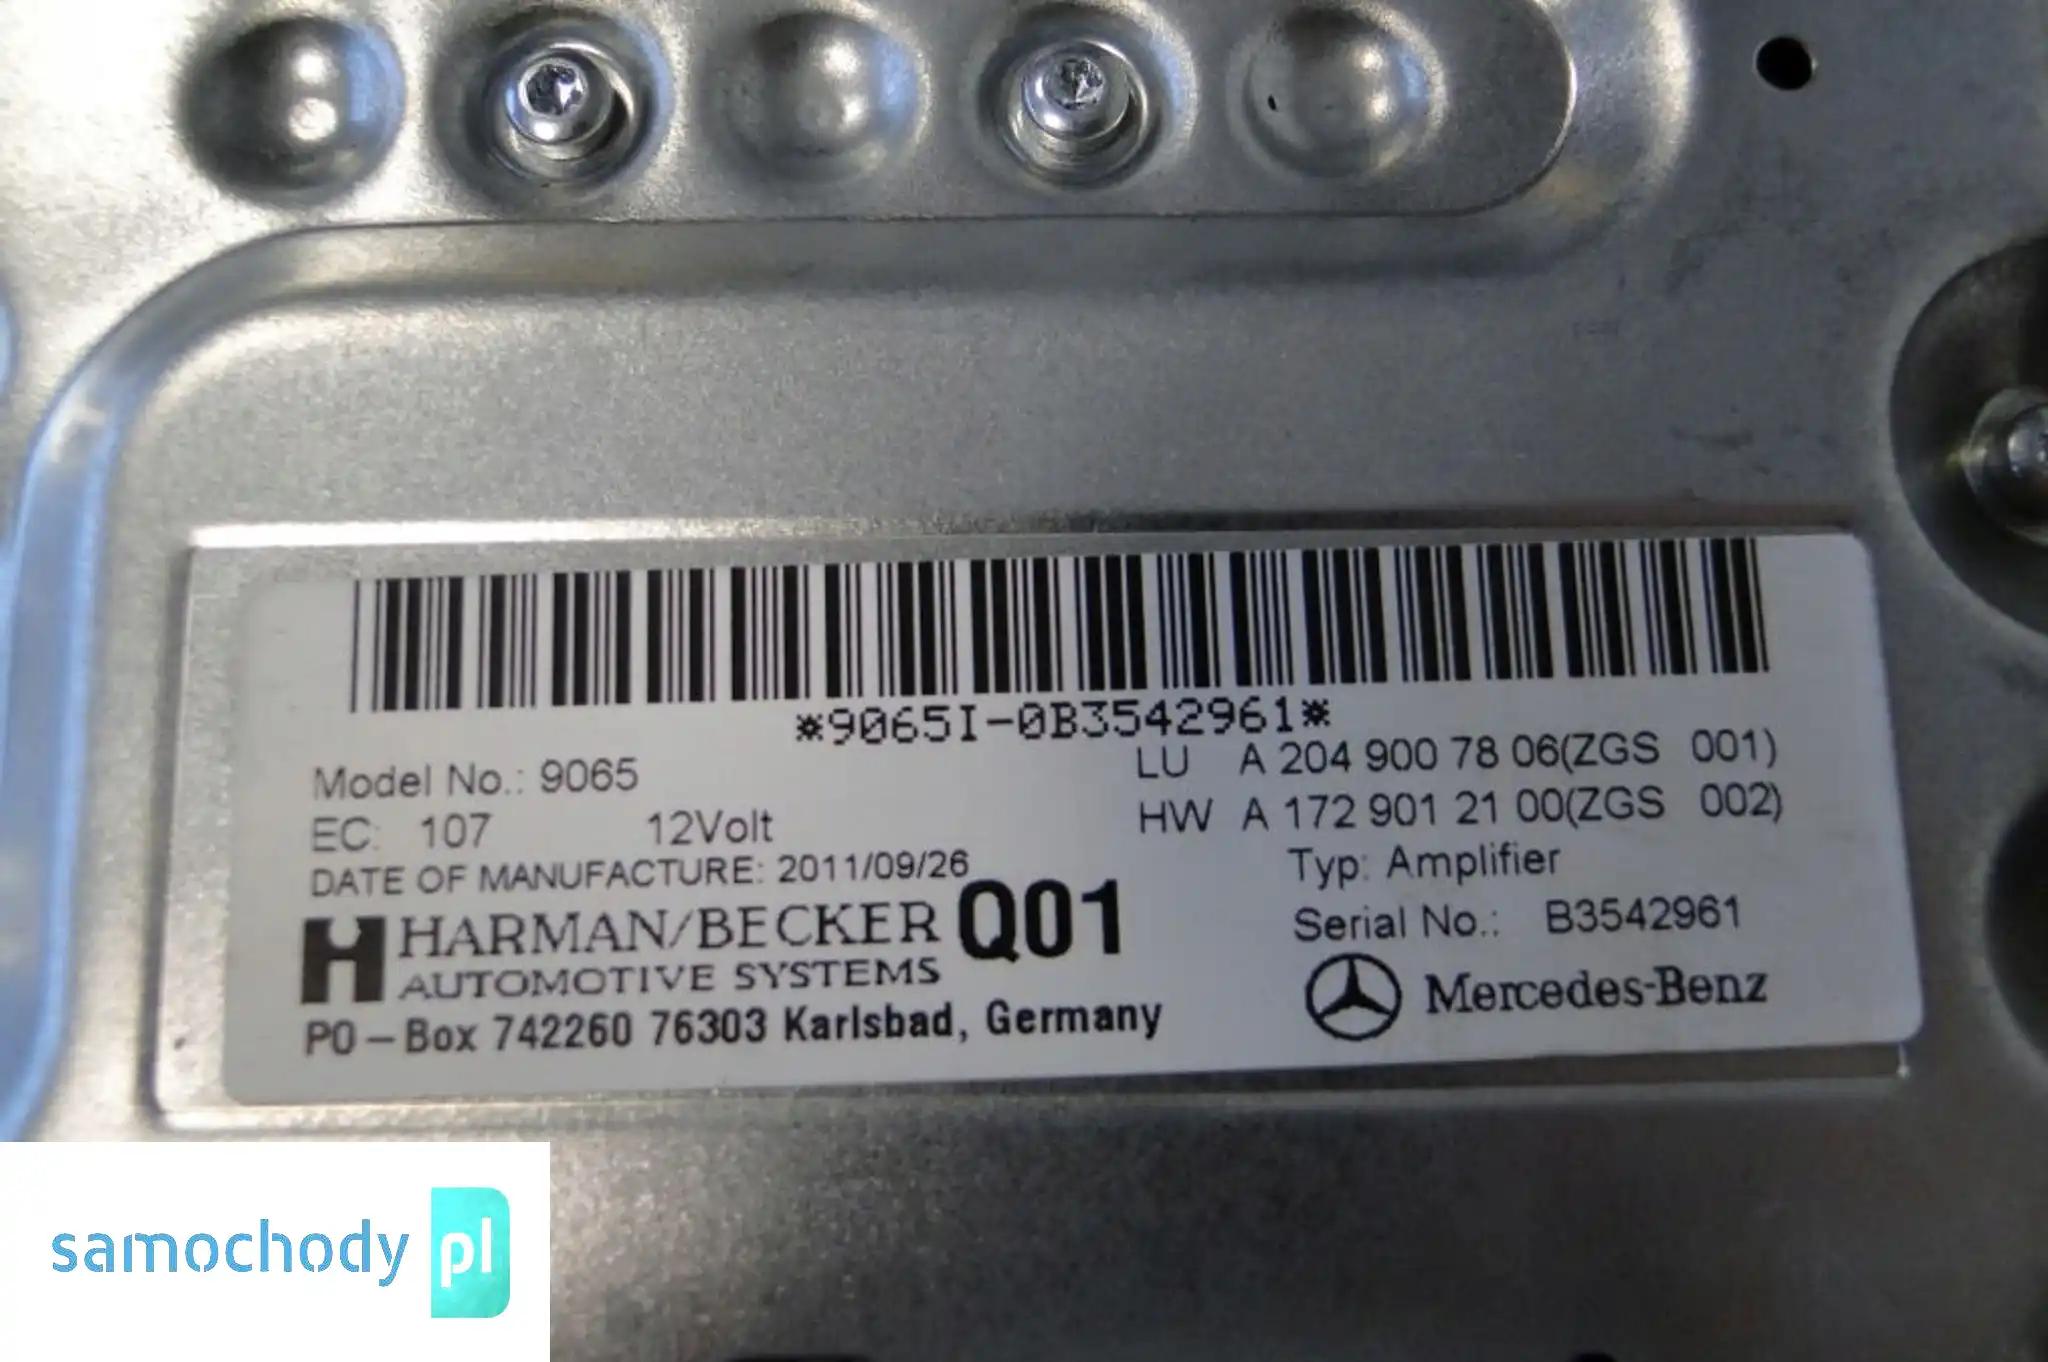 *9065I-0B3542961*
Model No.: 9065
LU A 204 900 78 06(ZGS 001)
EC: 107 12Volt
HW A 172 901 21 00(ZGS 002)
DATE OF MANUFACTURE: 2011/09/26
Typ: Amplifier
HARMAN/BECKER Q01
Serial No.: B3542961
AUTOMOTIVE SYSTEMS
Mercedes-Benz
PO-Box 742260 76303 Karlsbad, Germany
samochody pl